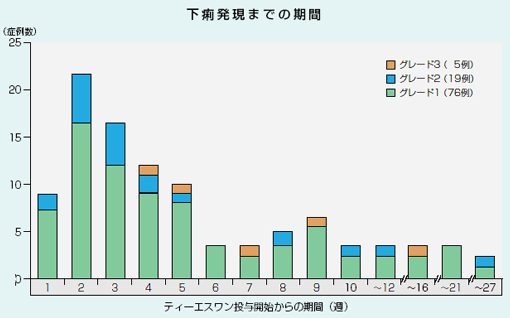 下痢発現までの期間
(症例数)
25
20
15
10
5
0
グレード3 ( 5例)
グレード2 (19例)
グレード1 (76例)
1 2 3 4 5 6 7 8 9 10 ～12 ～16 ～21 ～27
ティーエスワン投与開始からの期間（週）